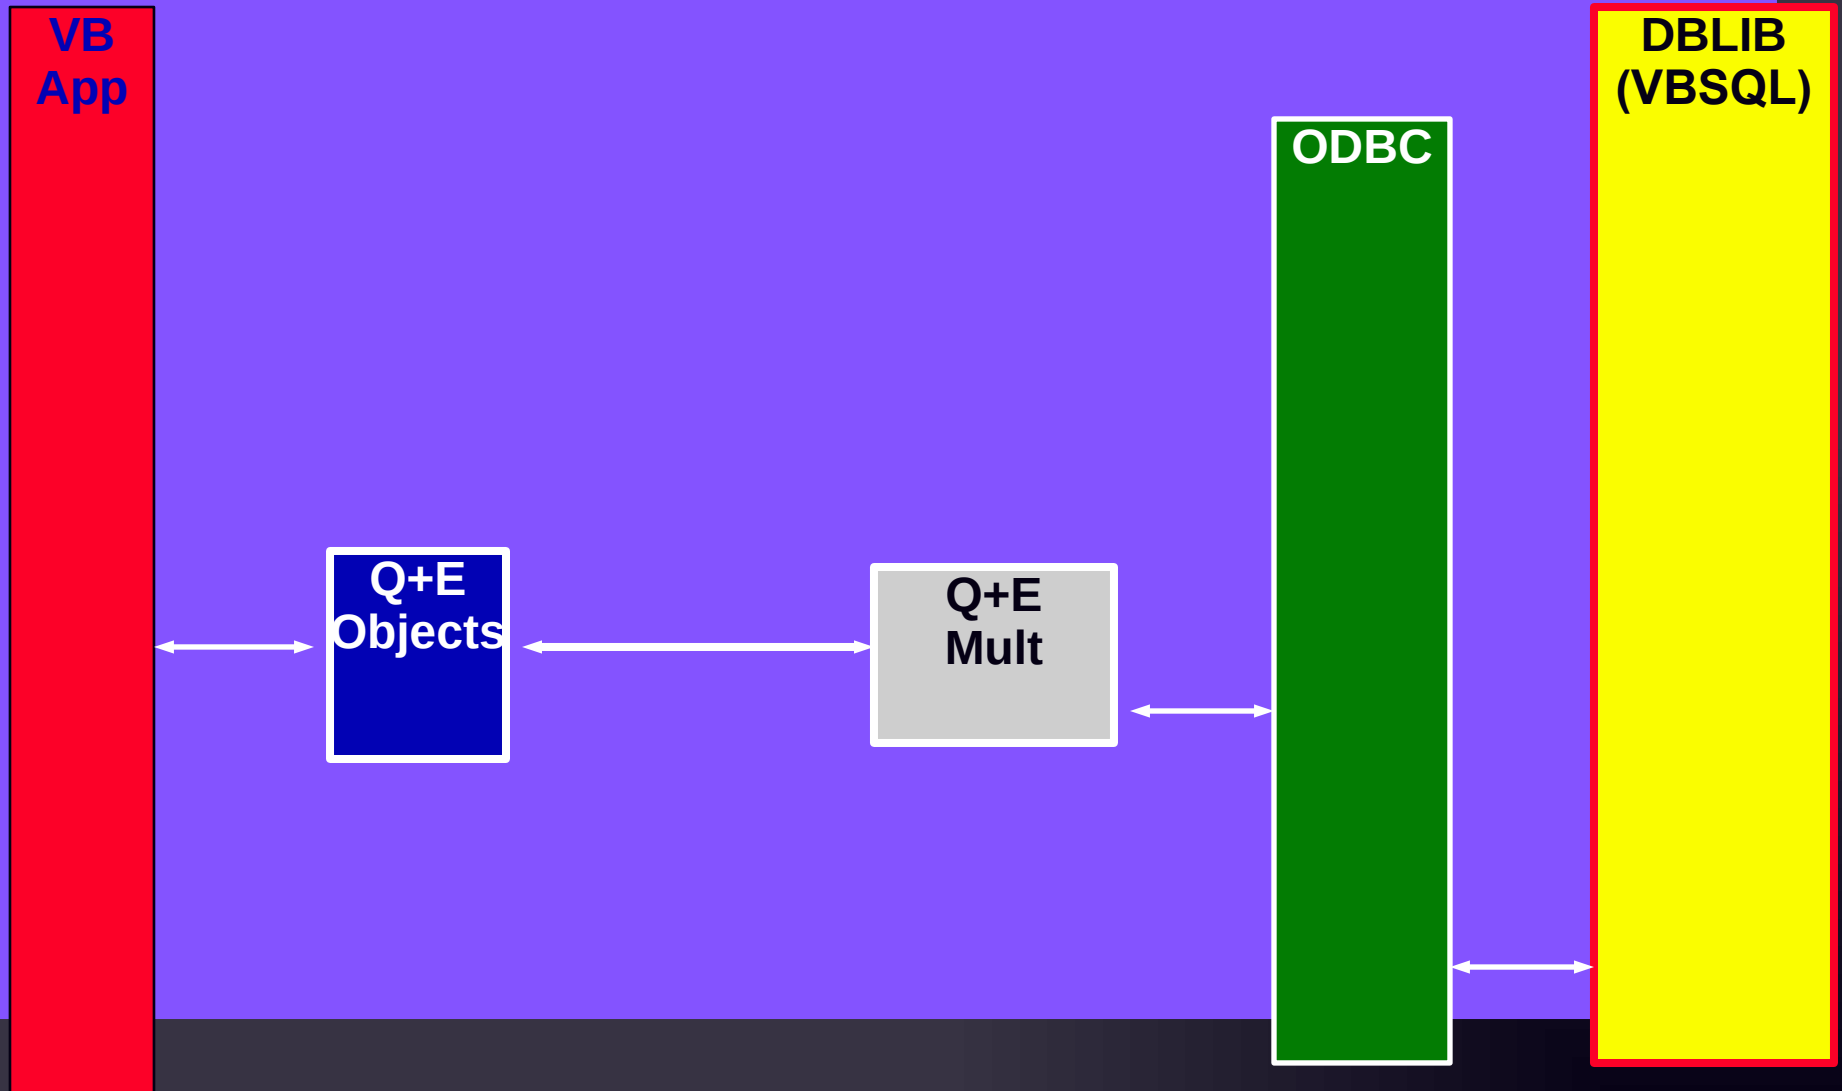 VB
App
DBLIB
(VBSQL)
ODBC
Q+E
Objects
Q+E
Mult